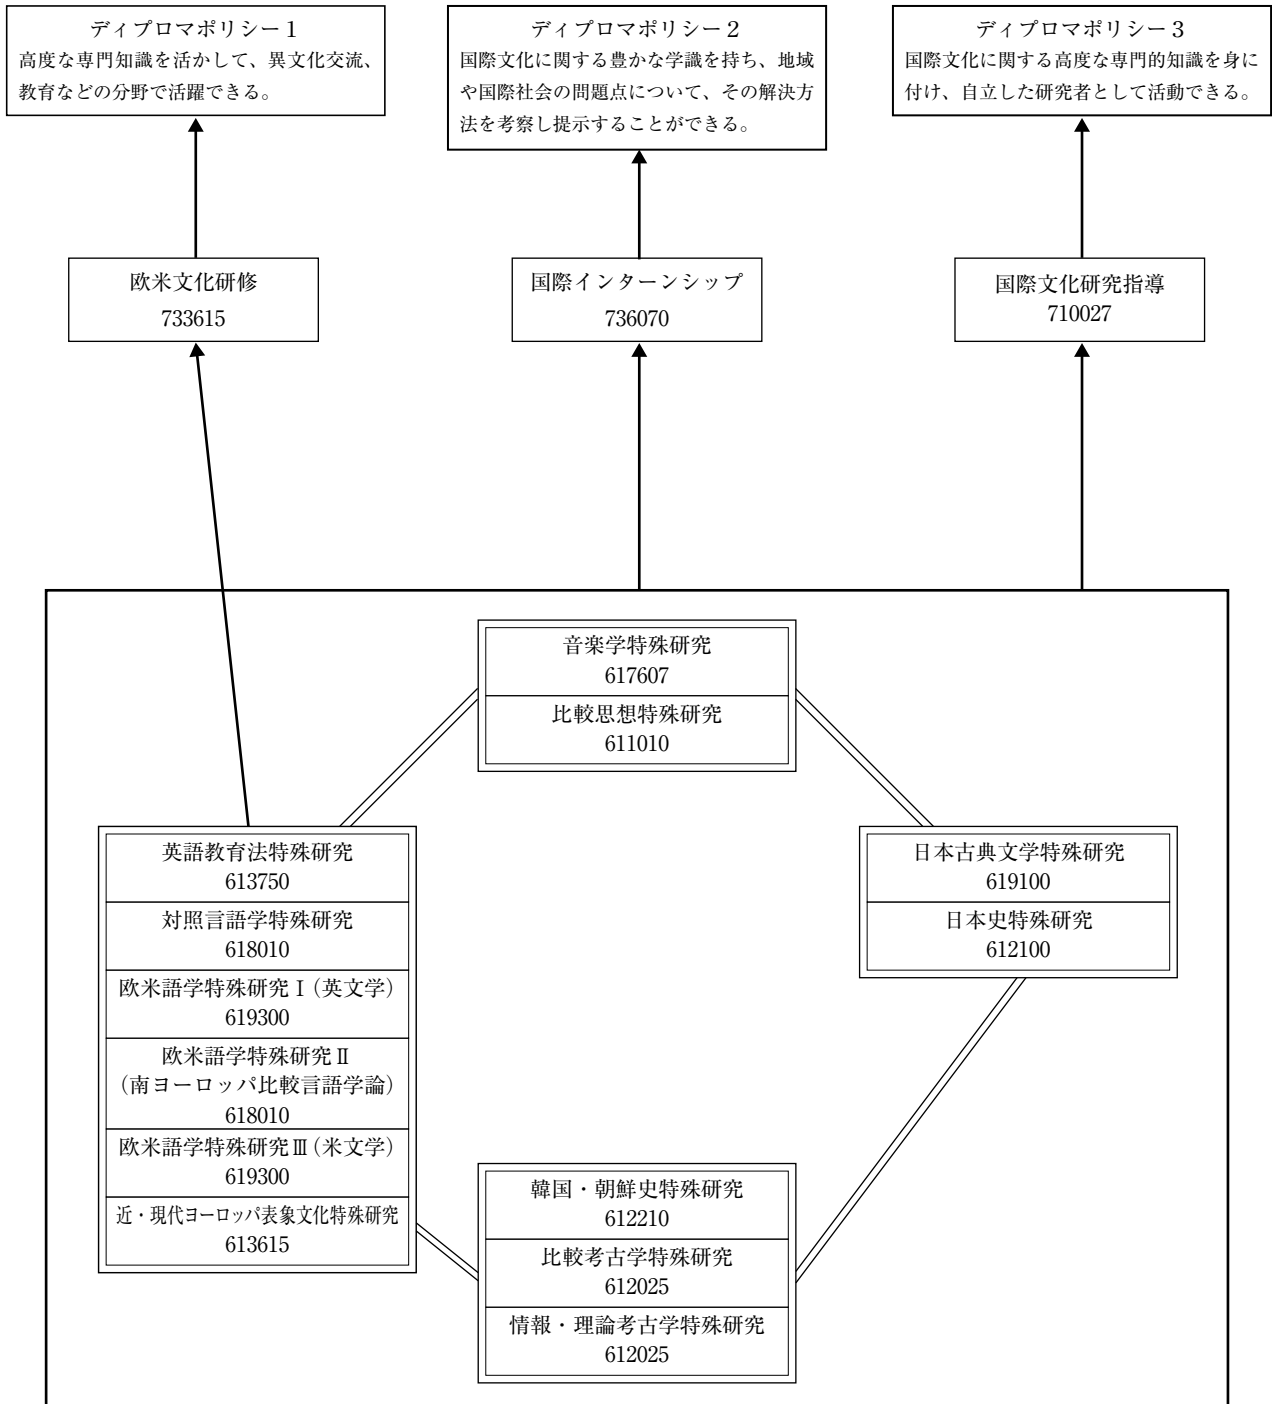 ディプロマポリシー1
高度な専門知識を活かして、異文化交流、
教育などの分野で活躍できる。
ディプロマポリシー2
国際文化に関する豊かな学識を持ち、地域
や国際社会の問題点について、その解決方
法を考察し提示することができる。
ディプロマポリシー3
国際文化に関する高度な専門的知識を身に
付け、自立した研究者として活動できる。
欧米文化研修
733615
国際インターンシップ
736070
国際文化研究指導
710027
音楽学特殊研究
617607
比較思想特殊研究
611010
英語教育法特殊研究
613750
対照言語学特殊研究
618010
欧米語学特殊研究Ⅰ(英文学)
619300
欧米語学特殊研究Ⅱ
(南ヨーロッパ比較言語学論)
618010
欧米語学特殊研究Ⅲ(米文学)
619300
近・現代ヨーロッパ表象文化特殊研究
613615
日本古典文学特殊研究
619100
日本史特殊研究
612100
韓国・朝鮮史特殊研究
612210
比較考古学特殊研究
612025
情報・理論考古学特殊研究
612025